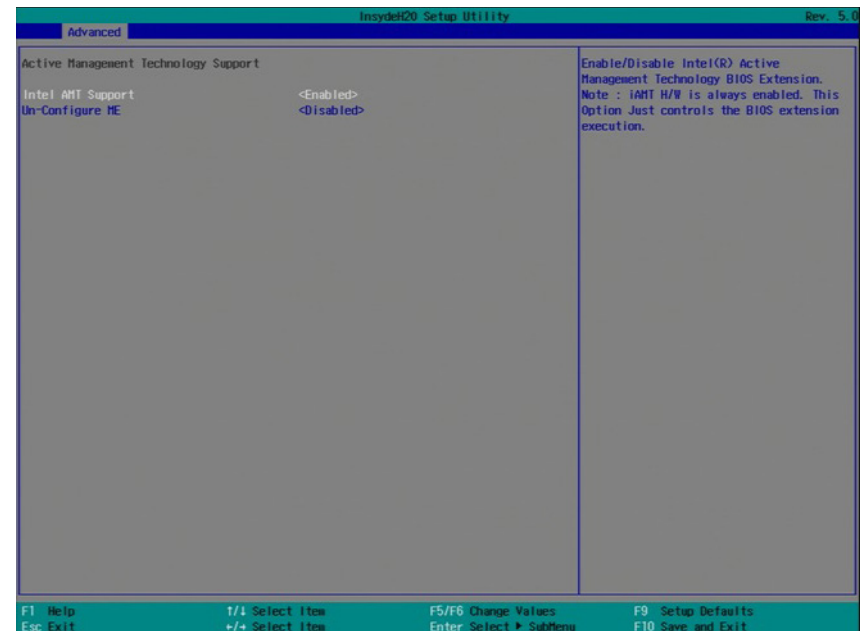 InsydeH20 Setup Utility Rev. 5.0
Advanced
Active Management Technology Support
Intel AMT Support <Enabled>
Un-Configure ME <Disabled>
Enable/Disable Intel(R) Active
Management Technology BIOS Extension.
Note : iAMT H/W is always enabled. This
Option Just controls the BIOS extension
execution.
F1 Help ↑/↓ Select Item F5/F6 Change Values F9 Setup Defaults
Esc Exit ←/→ Select Item Enter Select ▶ SubMenu F10 Save and Exit